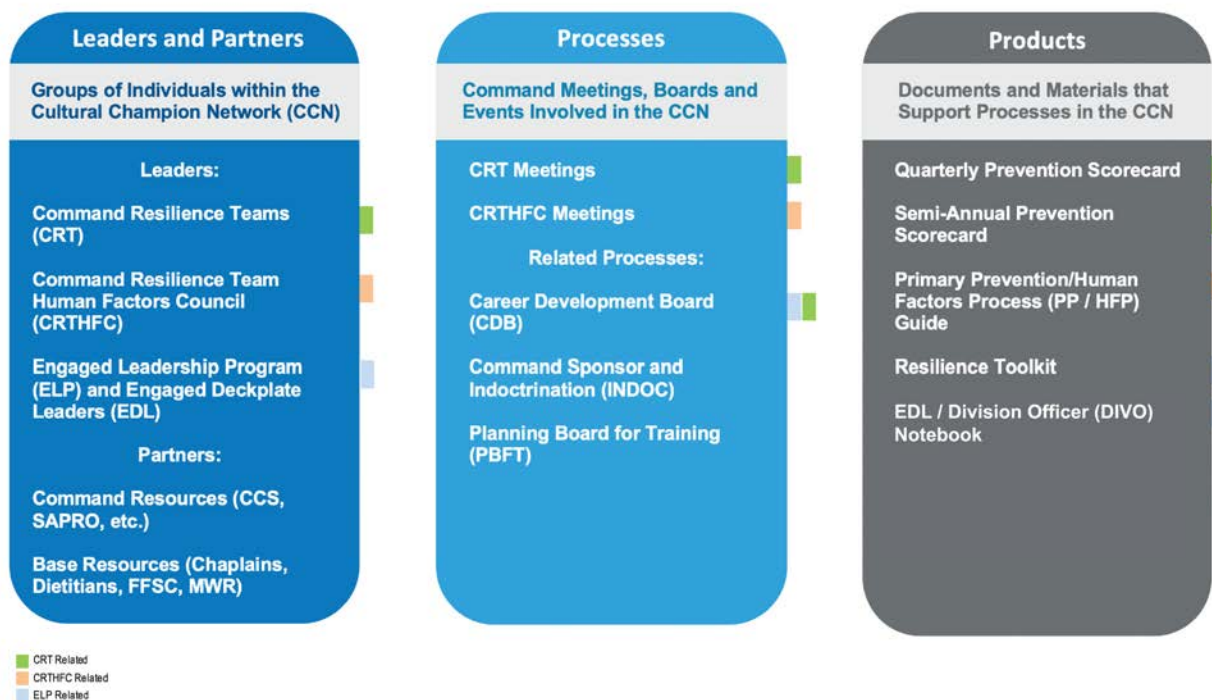 Leaders and Partners
Groups of Individuals within the
Cultural Champion Network (CCN)
Leaders:
Command Resilience Teams
(CRT)
Command Resilience Team
Human Factors Council
(CRTHFC)
Engaged Leadership Program
(ELP) and Engaged Deckplate
Leaders (EDL)
Partners:
Command Resources (CCS,
SAPRO, etc.)
Base Resources (Chaplains,
Dietitians, FFSC, MWR)
Processes
Command Meetings, Boards and
Events Involved in the CCN
CRT Meetings
CRTHFC Meetings
Related Processes:
Career Development Board
(CDB)
Command Sponsor and
Indoctrination (INDOC)
Planning Board for Training
(PBFT)
Products
Documents and Materials that
Support Processes in the CCN
Quarterly Prevention Scorecard
Semi-Annual Prevention
Scorecard
Primary Prevention/Human
Factors Process (PP / HFP)
Guide
Resilience Toolkit
EDL / Division Officer (DIVO)
Notebook
CRT Related
CRTHFC Related
ELP Related